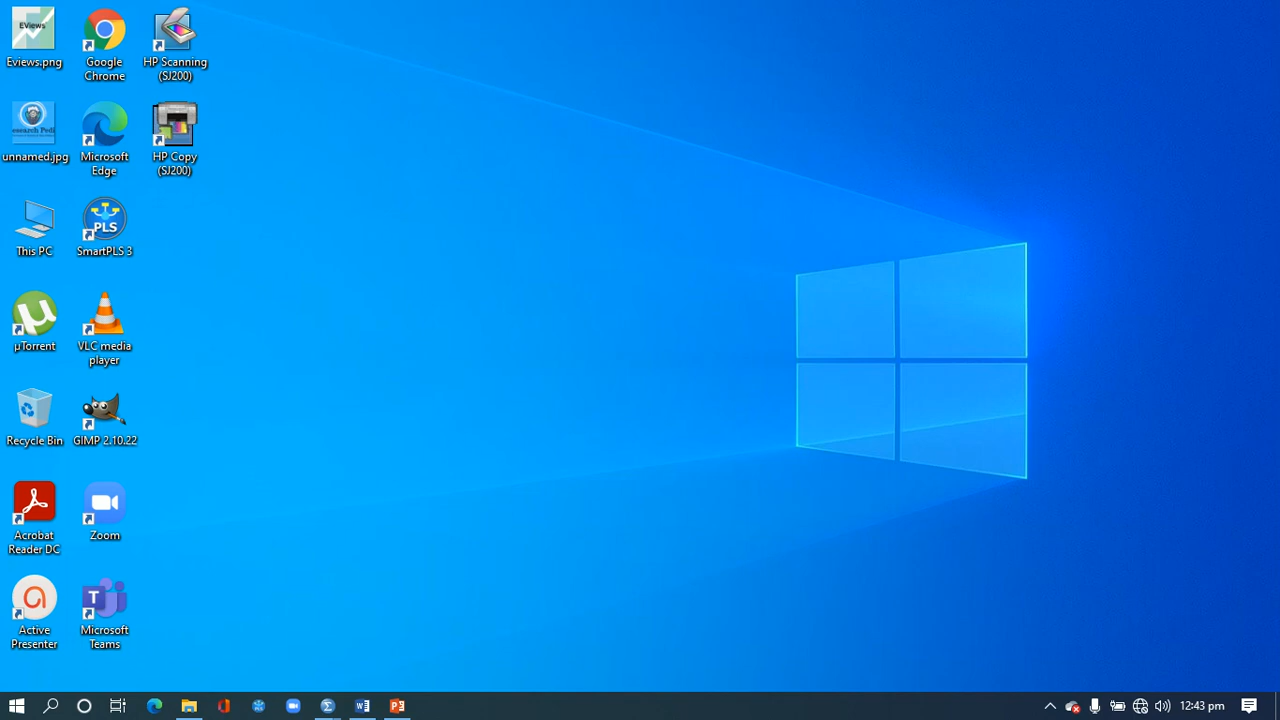 EViews
Eviews.png
Google
Chrome
HP Scanning
(SJ200)
unnamed.jpg
Microsoft
Edge
HP Copy
(SJ200)
This PC
PLS
SmartPLS 3
µTorrent
VLC media
player
Recycle Bin
GIMP 2.10.22
Acrobat
Reader DC
Zoom
Active
Presenter
T
Microsoft
Teams
12:43 pm